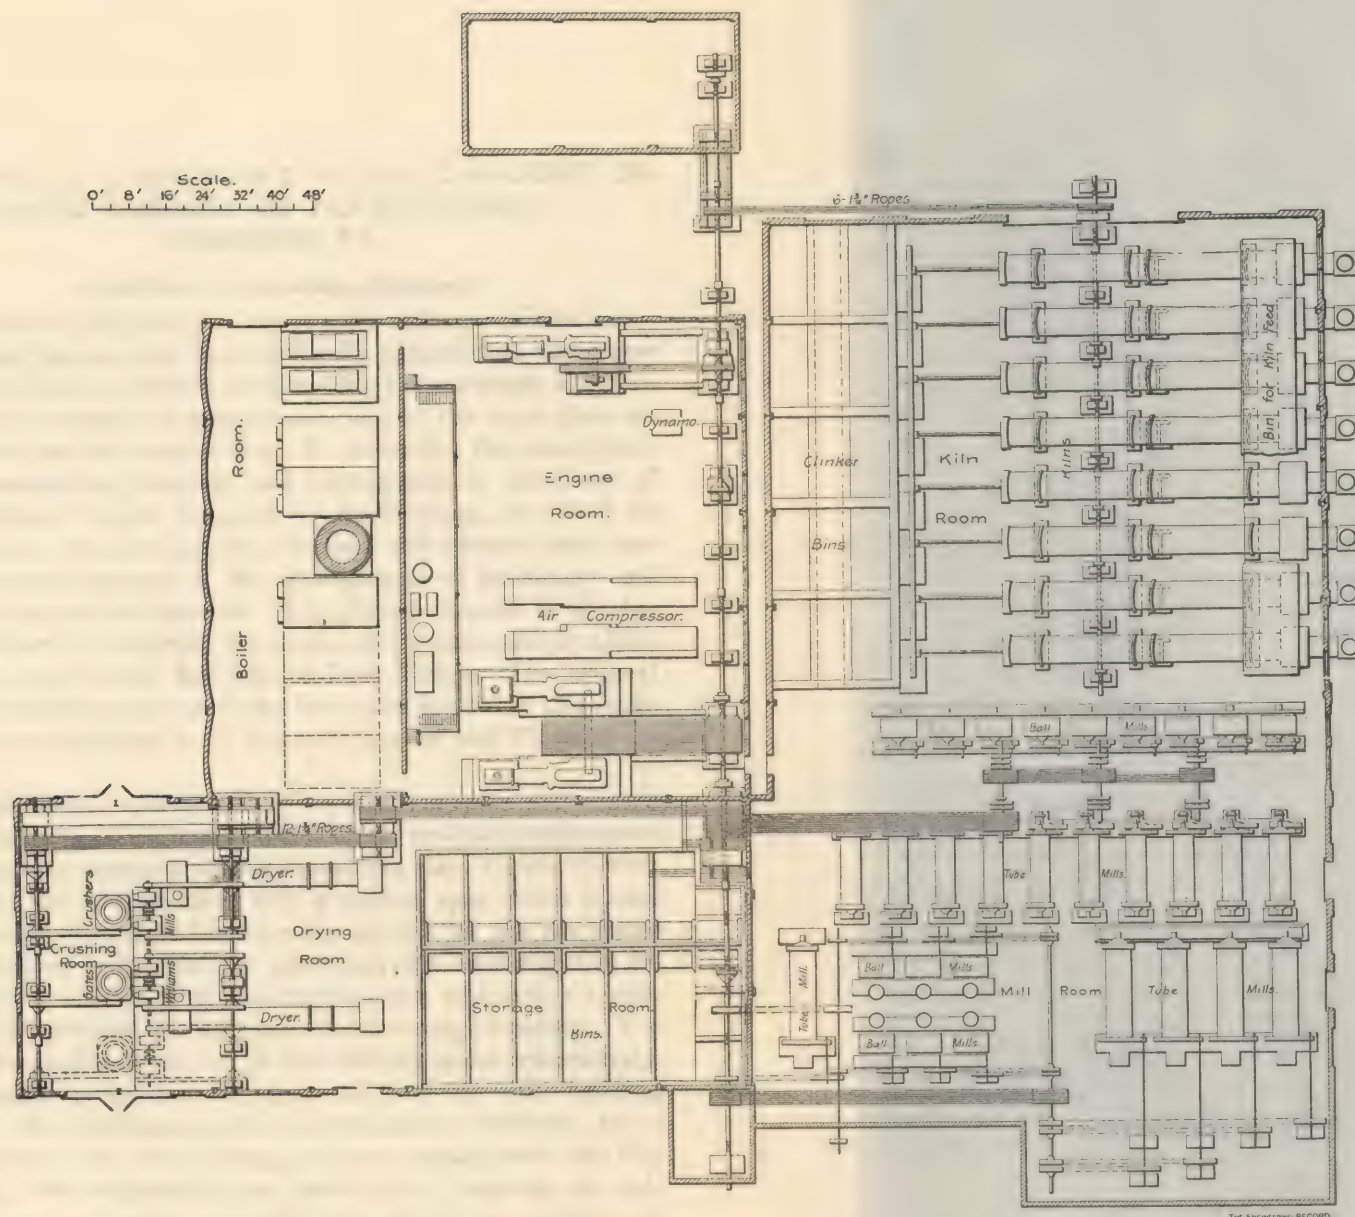 Scale.
0' 8' 16' 24' 32' 40' 48'
6-1¾" Ropes
Room.
Boiler
Engine
Room.
Dynamo.
Air Compressor.
Clinker
Bins
Kiln
Room
Kilns
Bin for Kiln Feed
Ball Mills
12-1¾" Ropes.
Crushers
Mills
Dryer.
Crushing
Room.
Drying
Room
Gates
Williams
Dryer.
Storage Room.
Bins.
Tube Mills.
Tube Mill.
Ball Mills.
Mill Room
Tube Mills.
Ball Mills.
THE ENGINEERING RECORD.